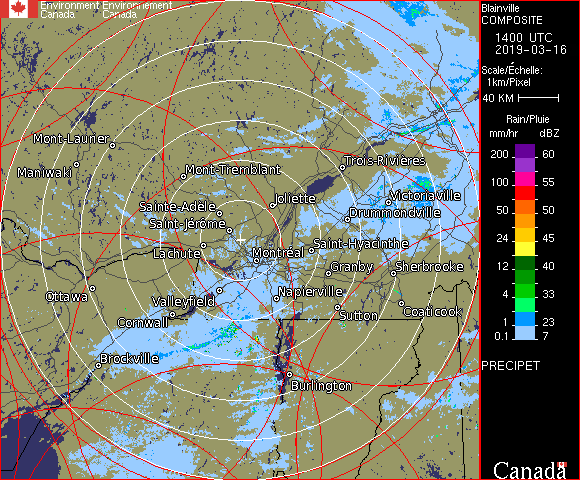 Environment Environnement
Canada Canada
Blainville
COMPOSITE
1400 UTC
2019-03-16
Scale/Échelle:
1km/Pixel
40 KM
Rain/Pluie
mm/hr dBZ
200 60
100 55
50 50
24 45
12 40
4 33
1 23
0.1 7
PRECIPET
Canada
Mont-Laurier
Maniwaki
Mont-Tremblant
Trois-Rivières
Sainte-Adele
Joliette
Victoriaville
Drummondville
Saint-Jérôme
Lachute
Montréal
Saint-Hyacinthe
Granby
Sherbrooke
Ottawa
Valleyfield
Napierville
Cornwall
Sutton
Coaticook
Brockville
Burlington